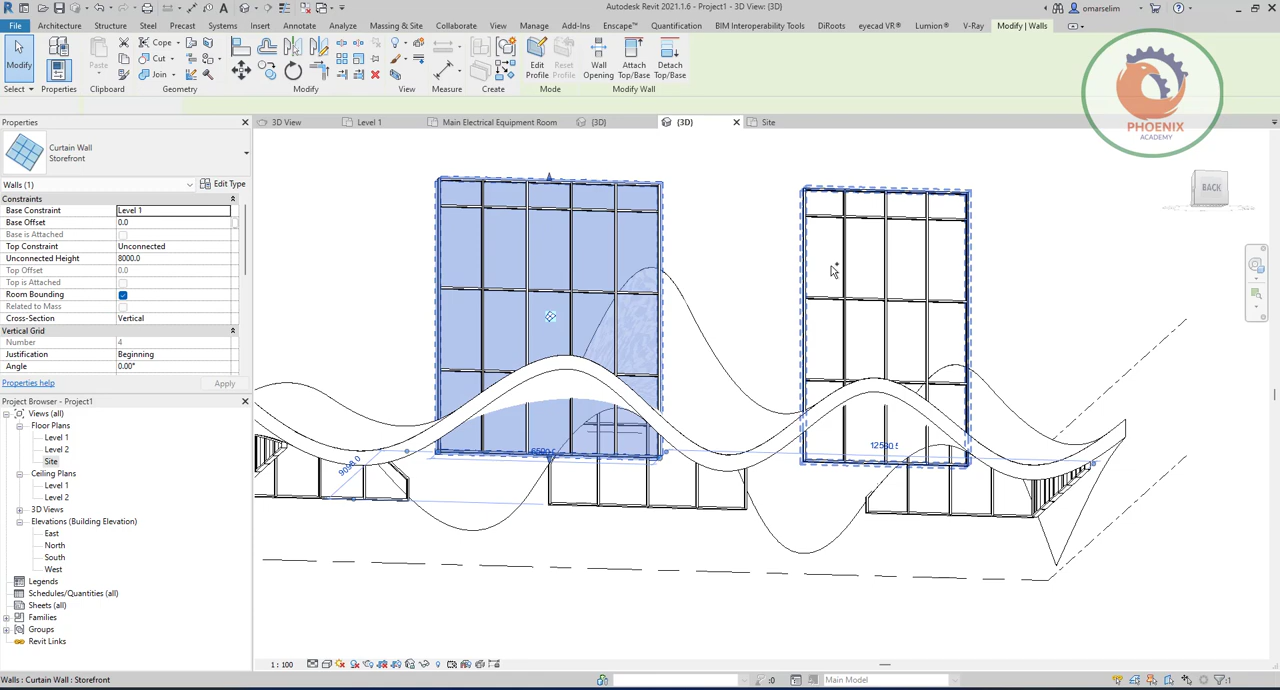 Autodesk Revit 2021.1.6 - Project1 - 3D View: {3D}
omarselim
File Architecture Structure Steel Precast Systems Insert Annotate Analyze Massing & Site Collaborate View Manage Add-Ins Enscape™ Quantification BIM Interoperability Tools DiRoots eyecad VR® Lumion® V-Ray Modify | Walls
Modify
Properties
Paste
Cope
Cut
Join
Edit Profile
Reset Profile
Wall Opening
Attach Top/Base
Detach Top/Base
Select Properties Clipboard Geometry Modify View Measure Create Mode Modify Wall
PHOENIX
ACADEMY
Properties
3D View
Level 1
Main Electrical Equipment Room
{3D}
{3D}
Site
Curtain Wall
Storefront
Walls (1)
Edit Type
Constraints
Base Constraint Level 1
Base Offset 0.0
Base is Attached
Top Constraint Unconnected
Unconnected Height 8000.0
Top Offset 0.0
Top is Attached
Room Bounding
Related to Mass
Cross-Section Vertical
Vertical Grid
Number 4
Justification Beginning
Angle 0.00°
Properties help
Apply
Project Browser - Project1
Views (all)
Floor Plans
Level 1
Level 2
Site
Ceiling Plans
Level 1
Level 2
3D Views
Elevations (Building Elevation)
East
North
South
West
Legends
Schedules/Quantities (all)
Sheets (all)
Families
Groups
Revit Links
BACK
9090.0
1 : 100
Walls : Curtain Wall : Storefront
:0
Main Model
:1